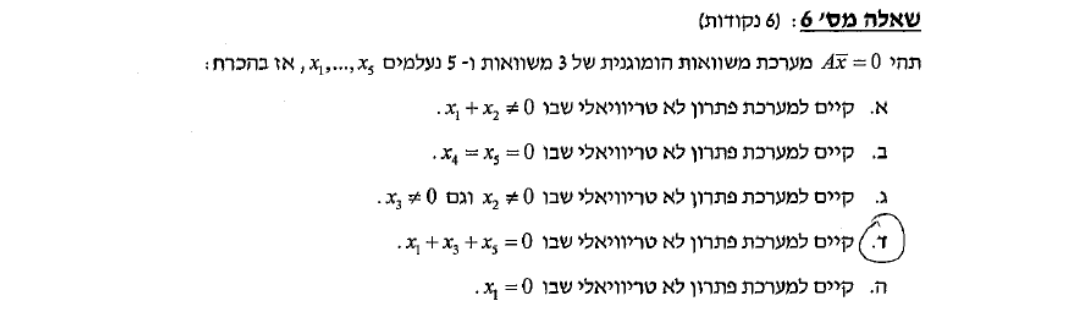 שאלה מס' 6: (6 נקודות)
תהי Ax̅ = 0 מערכת משוואות הומוגנית של 3 משוואות ו- 5 נעלמים x₁,...,x₅, אז בהכרח:
א. קיים למערכת פתרון לא טריוויאלי שבו x₁ + x₂ ≠ 0.
ב. קיים למערכת פתרון לא טריוויאלי שבו x₄ = x₅ = 0.
ג. קיים למערכת פתרון לא טריוויאלי שבו x₂ ≠ 0 וגם x₃ ≠ 0.
ד. קיים למערכת פתרון לא טריוויאלי שבו x₁ + x₃ + x₅ = 0.
ה. קיים למערכת פתרון לא טריוויאלי שבו x₁ = 0.